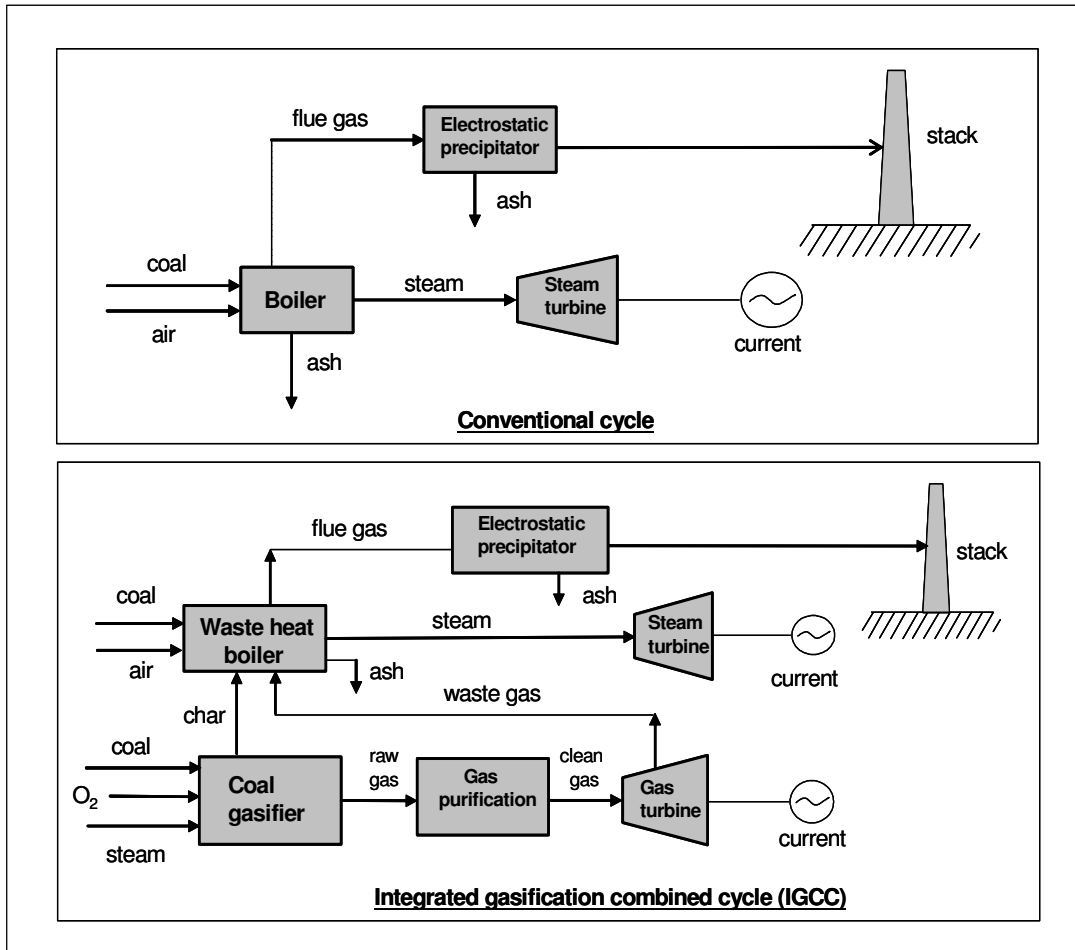 flue gas
Electrostatic
precipitator
stack
ash
coal
air
Boiler
steam
Steam
turbine
current
ash
Conventional cycle
flue gas
Electrostatic
precipitator
stack
ash
coal
air
Waste heat
boiler
steam
Steam
turbine
current
ash
waste gas
char
coal
O₂
steam
Coal
gasifier
raw
gas
Gas
purification
clean
gas
Gas
turbine
current
Integrated gasification combined cycle (IGCC)